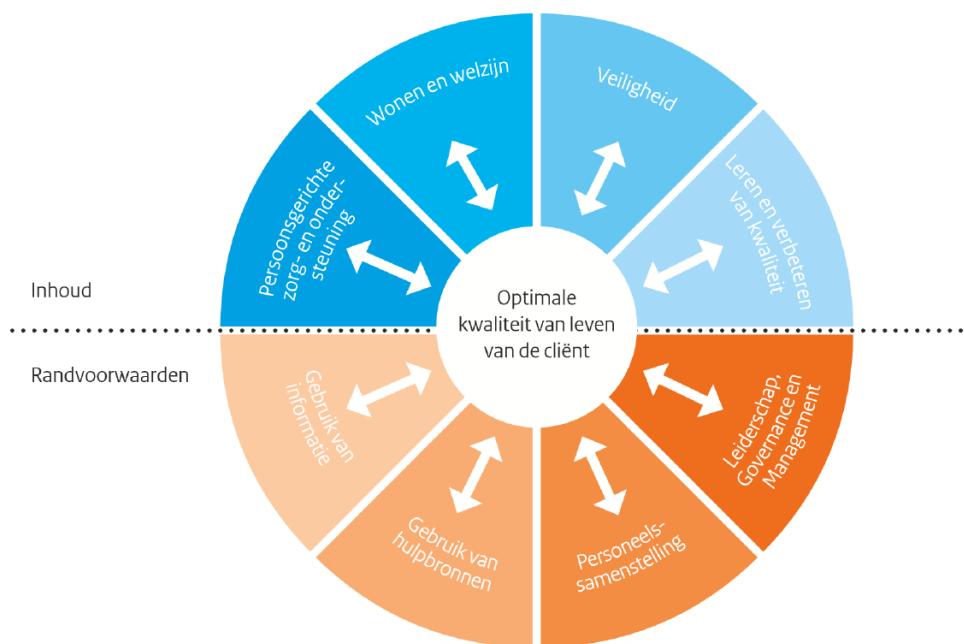 Wonen en welzijn
Veiligheid
Persoonsgerichte
zorg- en onder-
steuning
Leren en verbeteren
van kwaliteit
Inhoud
Optimale
kwaliteit van leven
van de cliënt
Randvoorwaarden
Gebruik van
informatie
Leiderschap,
Governance en
Management
Gebruik van
hulpbronnen
Personeels-
samenstelling